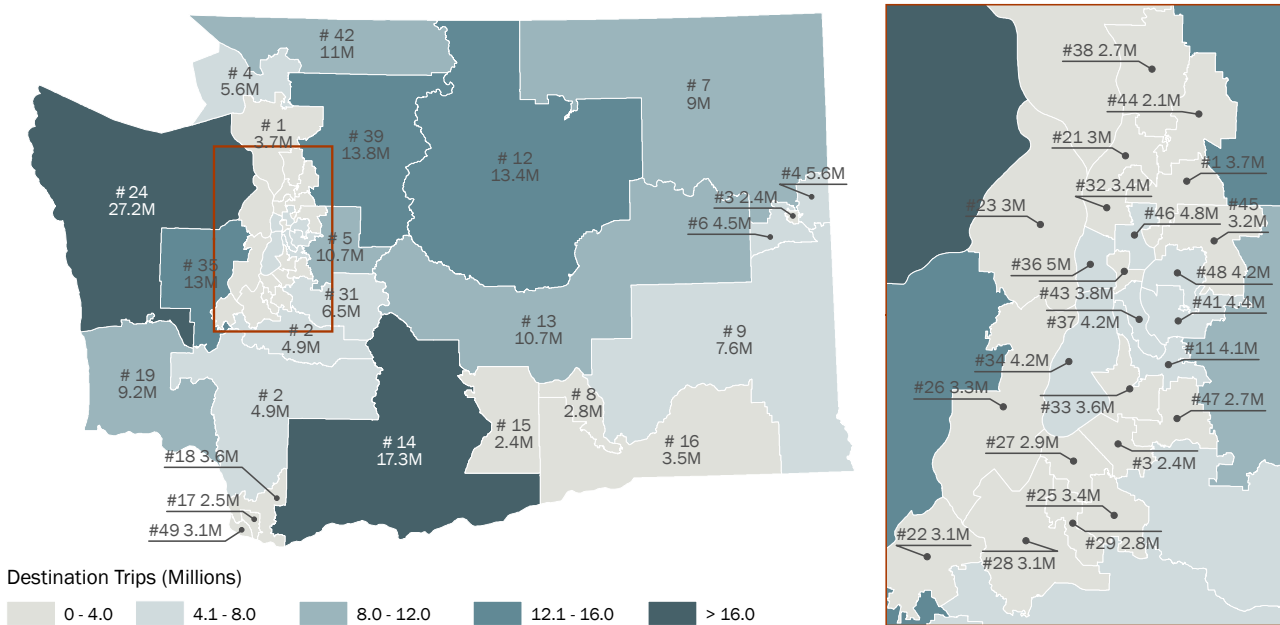 # 42
11M
# 4
5.6M
# 7
9M
# 1
3.7M
# 39
13.8M
# 12
13.4M
# 24
27.2M
#4 5.6M
#3 2.4M
#6 4.5M
# 5
10.7M
# 35
13M
# 31
6.5M
# 2
4.9M
# 13
10.7M
# 9
7.6M
# 19
9.2M
# 2
4.9M
# 8
2.8M
# 15
2.4M
# 14
17.3M
# 16
3.5M
#18 3.6M
#17 2.5M
#49 3.1M
#38 2.7M
#44 2.1M
#21 3M
#1 3.7M
#32 3.4M
#23 3M
#46 4.8M
#45
3.2M
#36 5M
#48 4.2M
#43 3.8M
#41 4.4M
#37 4.2M
#11 4.1M
#34 4.2M
#26 3.3M
#33 3.6M
#47 2.7M
#27 2.9M
#3 2.4M
#25 3.4M
#22 3.1M
#29 2.8M
#28 3.1M
Destination Trips (Millions)
0 - 4.0
4.1 - 8.0
8.0 - 12.0
12.1 - 16.0
> 16.0